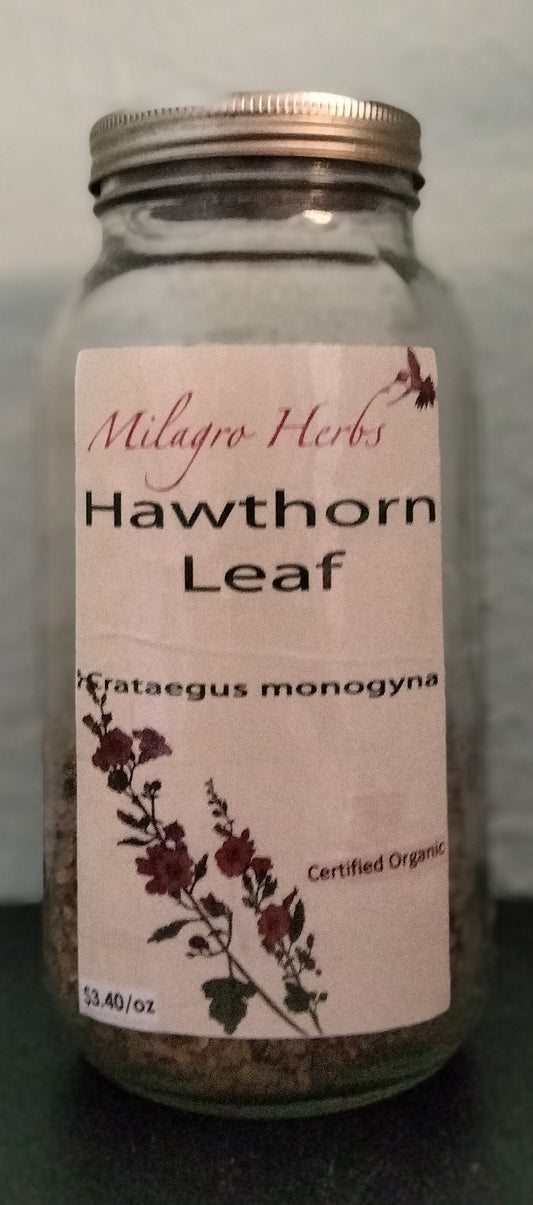 Milagro Herbs
Hawthorn
Leaf
Crataegus monogyna
Certified Organic
$3.40/oz